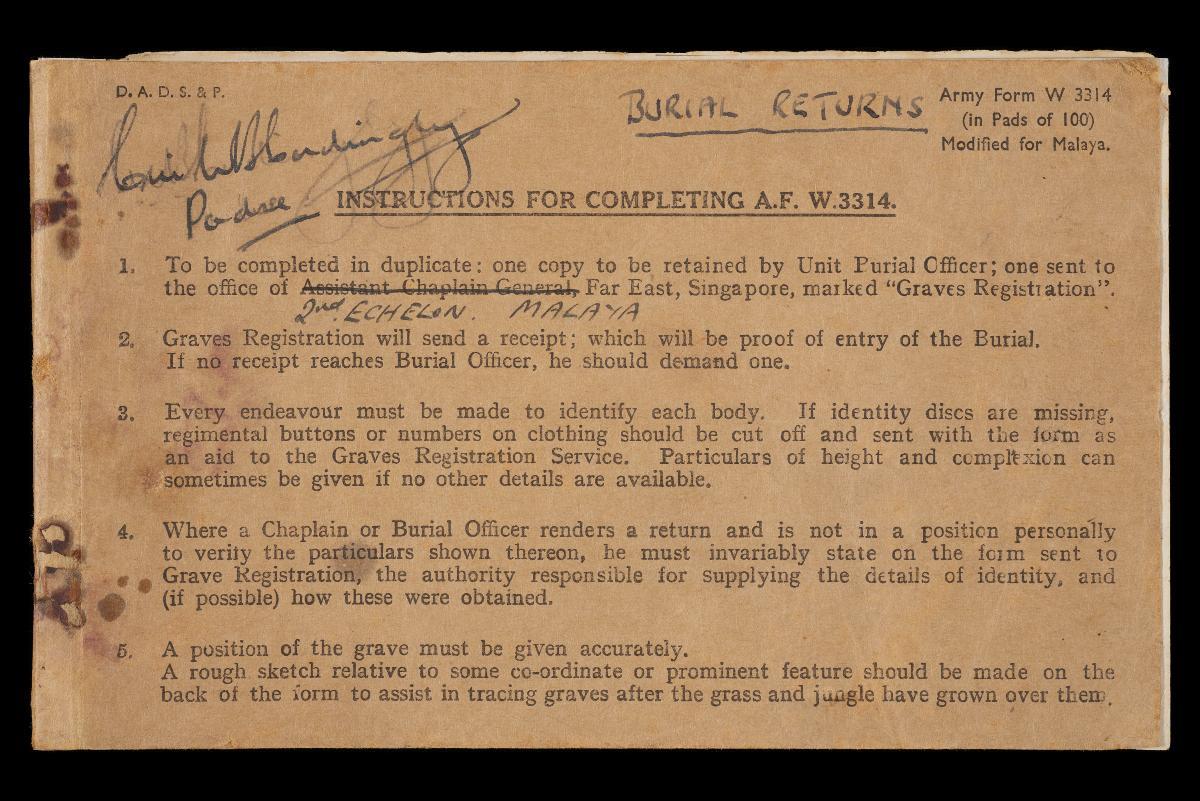 D. A. D. S. & P.
BURIAL RETURNS
Army Form W 3314
(in Pads of 100)
Modified for Malaya.
Padre
INSTRUCTIONS FOR COMPLETING A.F. W.3314.
1. To be completed in duplicate: one copy to be retained by Unit Burial Officer; one sent to
the office of Assistant Chaplain General, Far East, Singapore, marked "Graves Registration".
2nd ECHELON. MALAYA
2. Graves Registration will send a receipt; which will be proof of entry of the Burial.
If no receipt reaches Burial Officer, he should demand one.
3. Every endeavour must be made to identify each body. If identity discs are missing,
regimental buttons or numbers on clothing should be cut off and sent with the form as
an aid to the Graves Registration Service. Particulars of height and complexion can
sometimes be given if no other details are available.
4. Where a Chaplain or Burial Officer renders a return and is not in a position personally
to verify the particulars shown thereon, he must invariably state on the form sent to
Grave Registration, the authority responsible for supplying the details of identity, and
(if possible) how these were obtained.
5. A position of the grave must be given accurately.
A rough sketch relative to some co-ordinate or prominent feature should be made on the
back of the form to assist in tracing graves after the grass and jungle have grown over them.